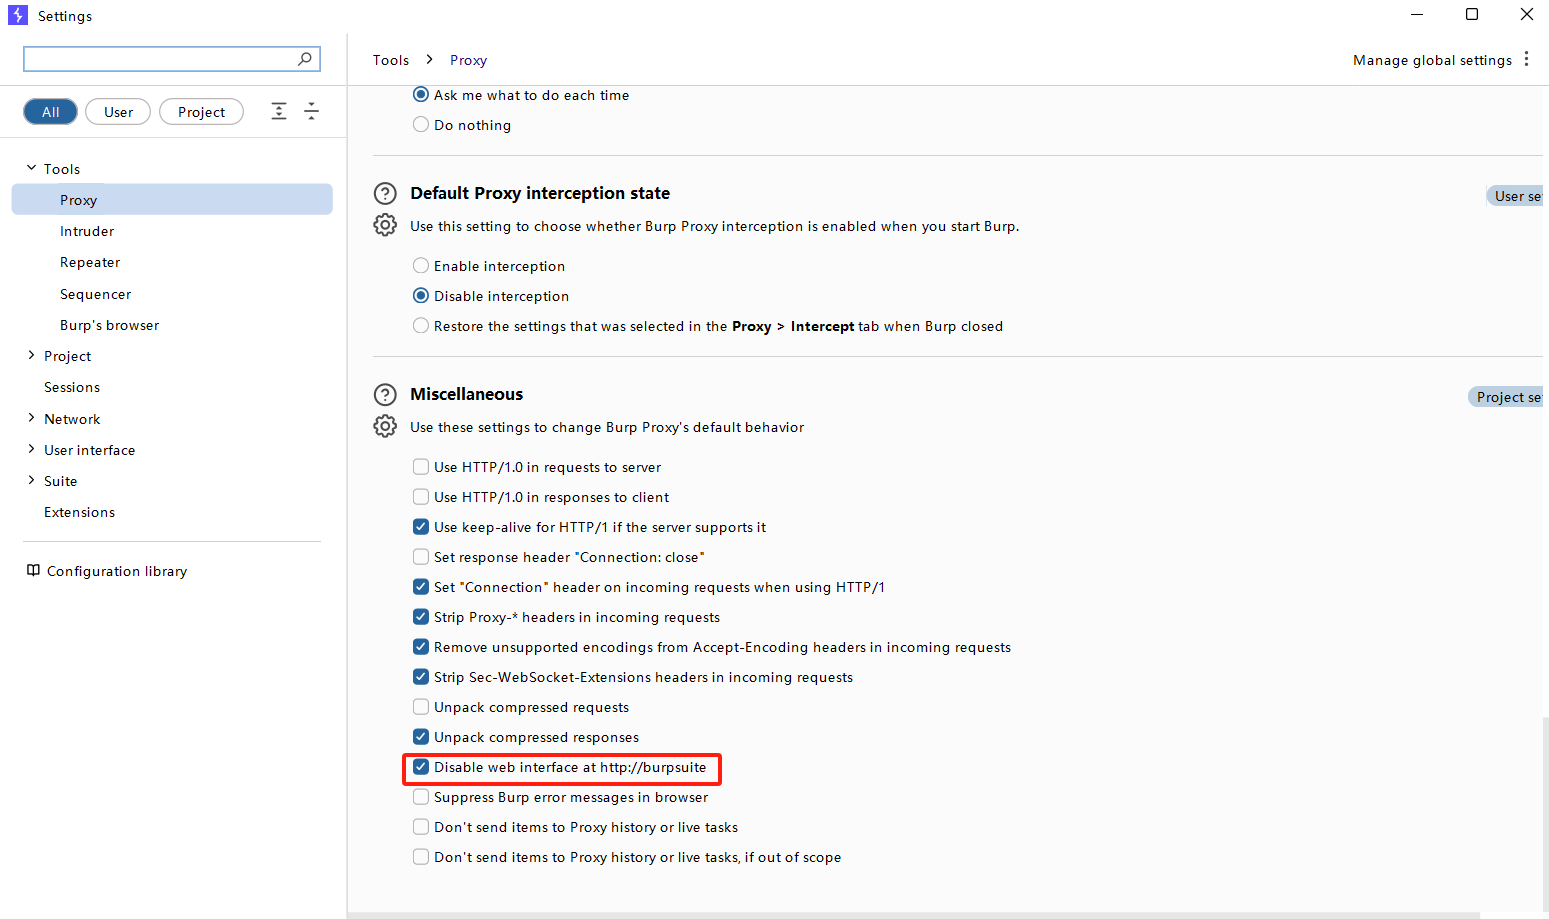 Settings
Tools > Proxy
Manage global settings
All
User
Project
Tools
Proxy
Intruder
Repeater
Sequencer
Burp's browser
Project
Sessions
Network
User interface
Suite
Extensions
Configuration library
Ask me what to do each time
Do nothing
Default Proxy interception state
User se
Use this setting to choose whether Burp Proxy interception is enabled when you start Burp.
Enable interception
Disable interception
Restore the settings that was selected in the Proxy > Intercept tab when Burp closed
Miscellaneous
Project se
Use these settings to change Burp Proxy's default behavior
Use HTTP/1.0 in requests to server
Use HTTP/1.0 in responses to client
Use keep-alive for HTTP/1 if the server supports it
Set response header "Connection: close"
Set "Connection" header on incoming requests when using HTTP/1
Strip Proxy-* headers in incoming requests
Remove unsupported encodings from Accept-Encoding headers in incoming requests
Strip Sec-WebSocket-Extensions headers in incoming requests
Unpack compressed requests
Unpack compressed responses
Disable web interface at http://burpsuite
Suppress Burp error messages in browser
Don't send items to Proxy history or live tasks
Don't send items to Proxy history or live tasks, if out of scope